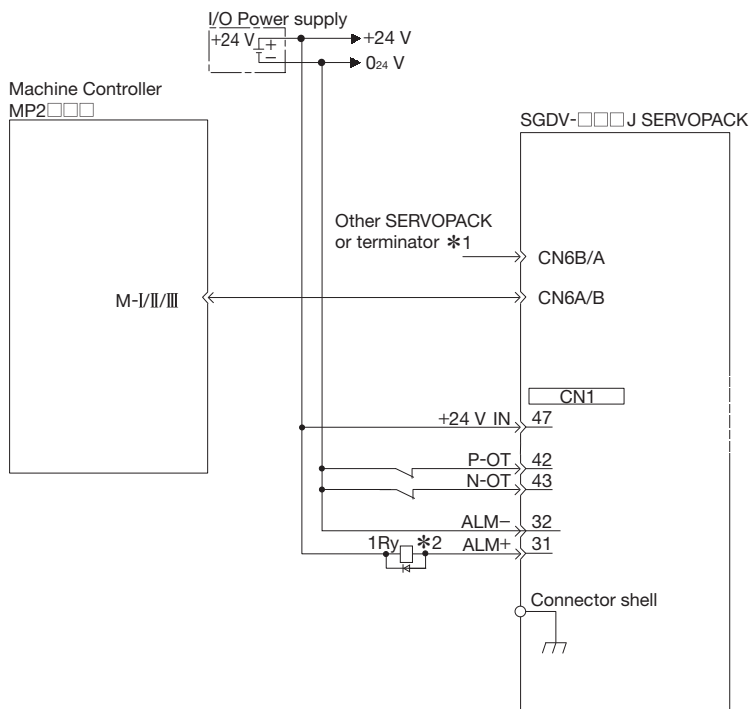 I/O Power supply
+24 V
+
−
+24 V
0₂₄ V
Machine Controller
MP2□□□
SGDV-□□□J SERVOPACK
Other SERVOPACK
or terminator ＊1
CN6B/A
M-Ⅰ/Ⅱ/Ⅲ
CN6A/B
CN1
+24 V IN 47
P-OT 42
N-OT 43
ALM− 32
1Ry ＊2 ALM+ 31
Connector shell